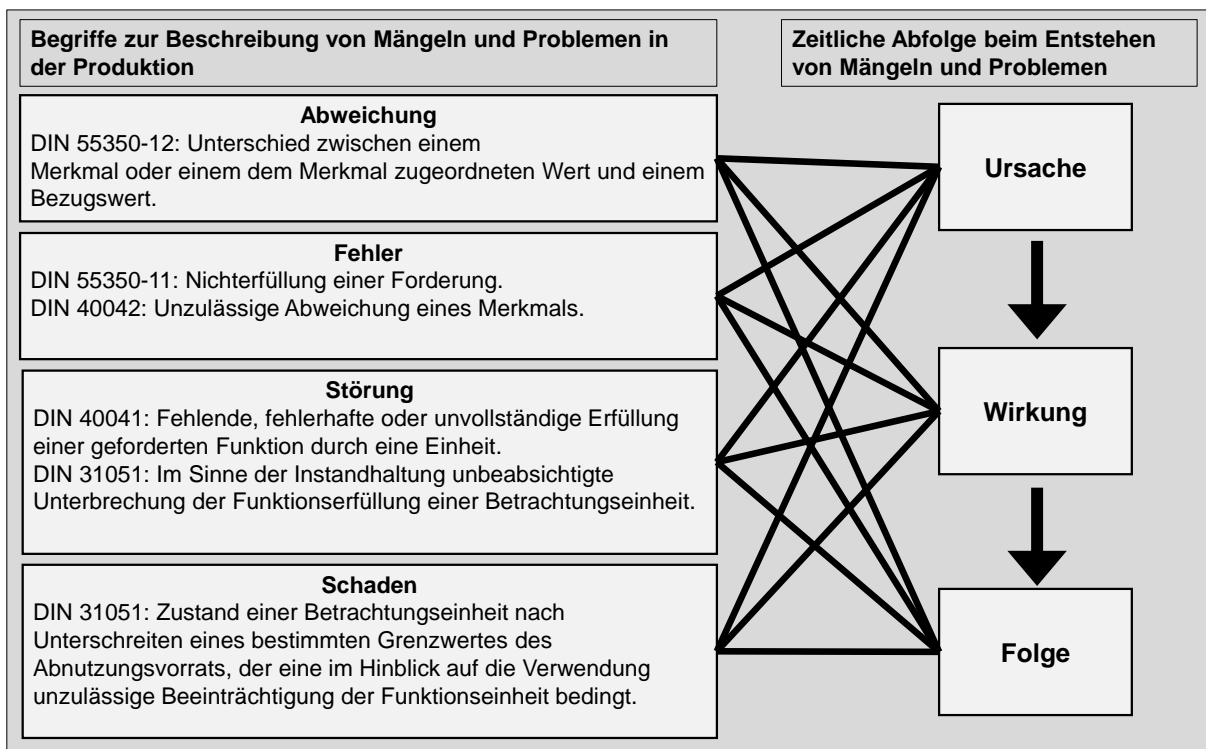 Begriffe zur Beschreibung von Mängeln und Problemen in
der Produktion
Zeitliche Abfolge beim Entstehen
von Mängeln und Problemen
Abweichung
DIN 55350-12: Unterschied zwischen einem
Merkmal oder einem dem Merkmal zugeordneten Wert und einem
Bezugswert.
Fehler
DIN 55350-11: Nichterfüllung einer Forderung.
DIN 40042: Unzulässige Abweichung eines Merkmals.
Störung
DIN 40041: Fehlende, fehlerhafte oder unvollständige Erfüllung
einer geforderten Funktion durch eine Einheit.
DIN 31051: Im Sinne der Instandhaltung unbeabsichtigte
Unterbrechung der Funktionserfüllung einer Betrachtungseinheit.
Schaden
DIN 31051: Zustand einer Betrachtungseinheit nach
Unterschreiten eines bestimmten Grenzwertes des
Abnutzungsvorrats, der eine im Hinblick auf die Verwendung
unzulässige Beeinträchtigung der Funktionseinheit bedingt.
Ursache
Wirkung
Folge